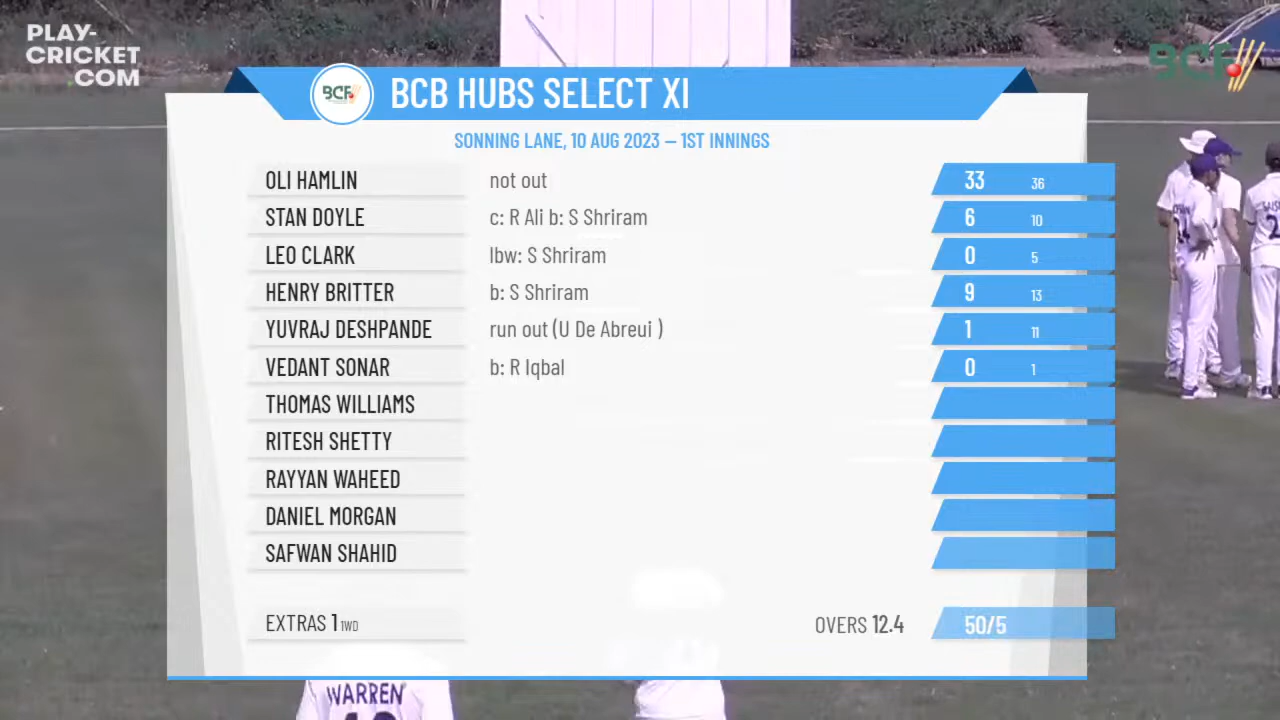 PLAY-
CRICKET
.COM
BCF
BCF
BCB HUBS SELECT XI
SONNING LANE, 10 AUG 2023 – 1ST INNINGS
OLI HAMLIN not out 33 36
STAN DOYLE c: R Ali b: S Shriram 6 10
LEO CLARK lbw: S Shriram 0 5
HENRY BRITTER b: S Shriram 9 13
YUVRAJ DESHPANDE run out (U De Abreui ) 1 11
VEDANT SONAR b: R Iqbal 0 1
THOMAS WILLIAMS
RITESH SHETTY
RAYYAN WAHEED
DANIEL MORGAN
SAFWAN SHAHID
EXTRAS 1 1WD OVERS 12.4 50/5
WARREN